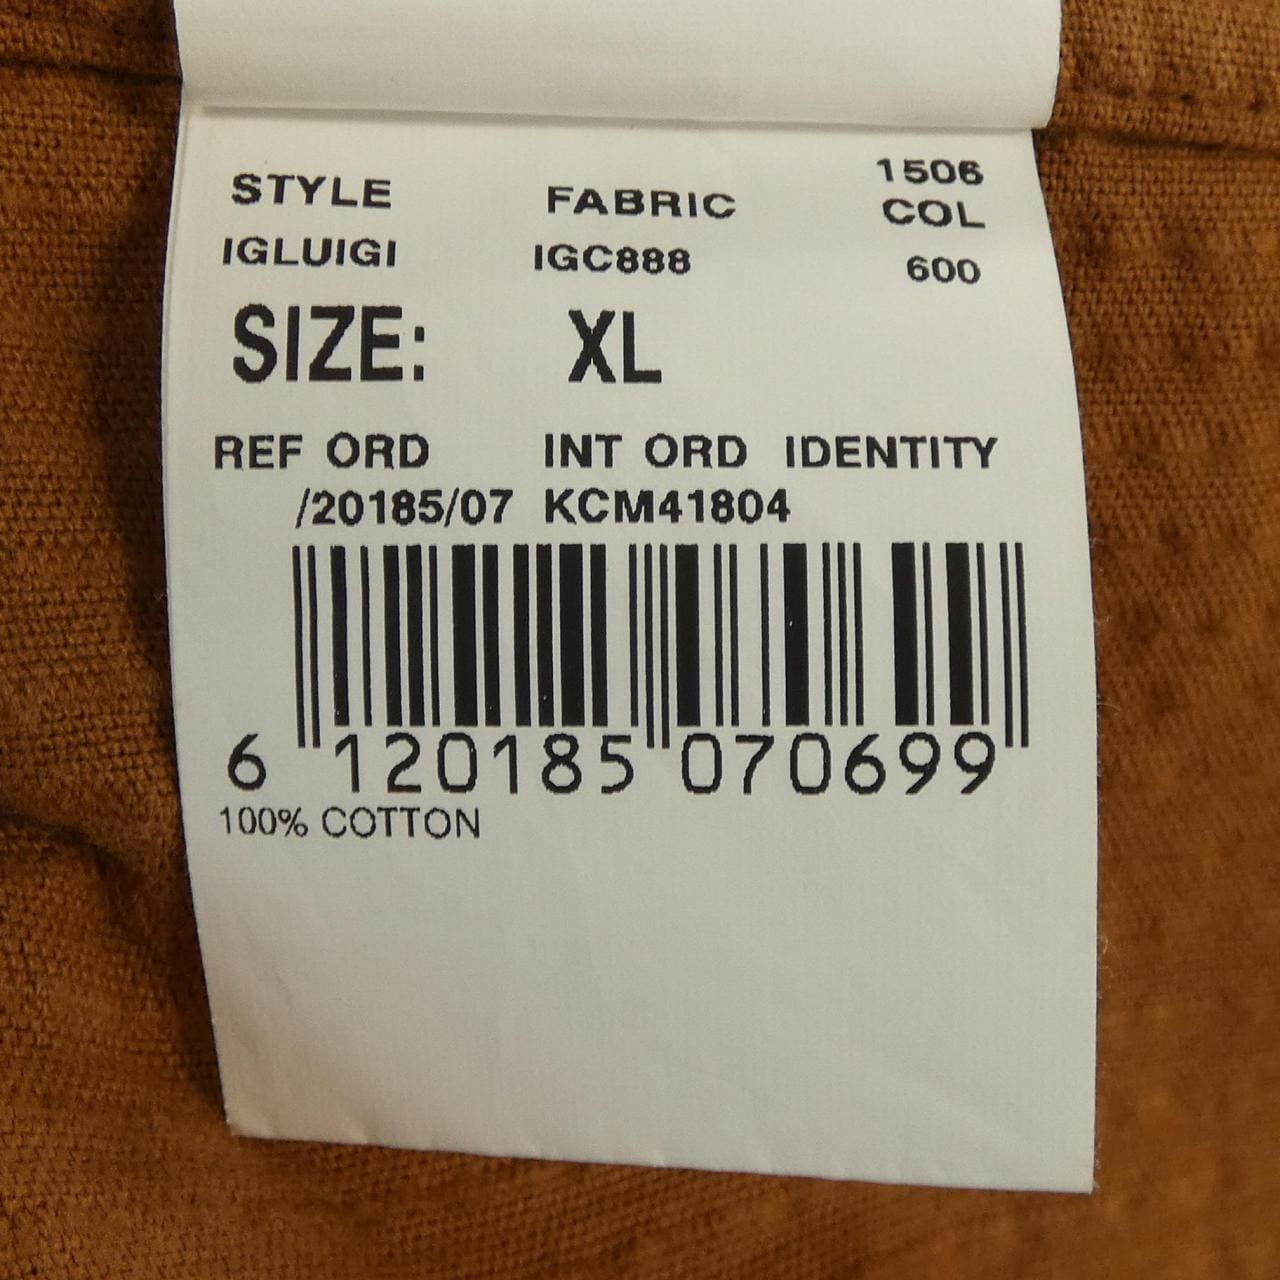 1506
STYLE FABRIC COL
IGLUIGI IGC888 600
SIZE: XL
REF ORD INT ORD IDENTITY
/20185/07 KCM41804
6 120185 070699
100% COTTON